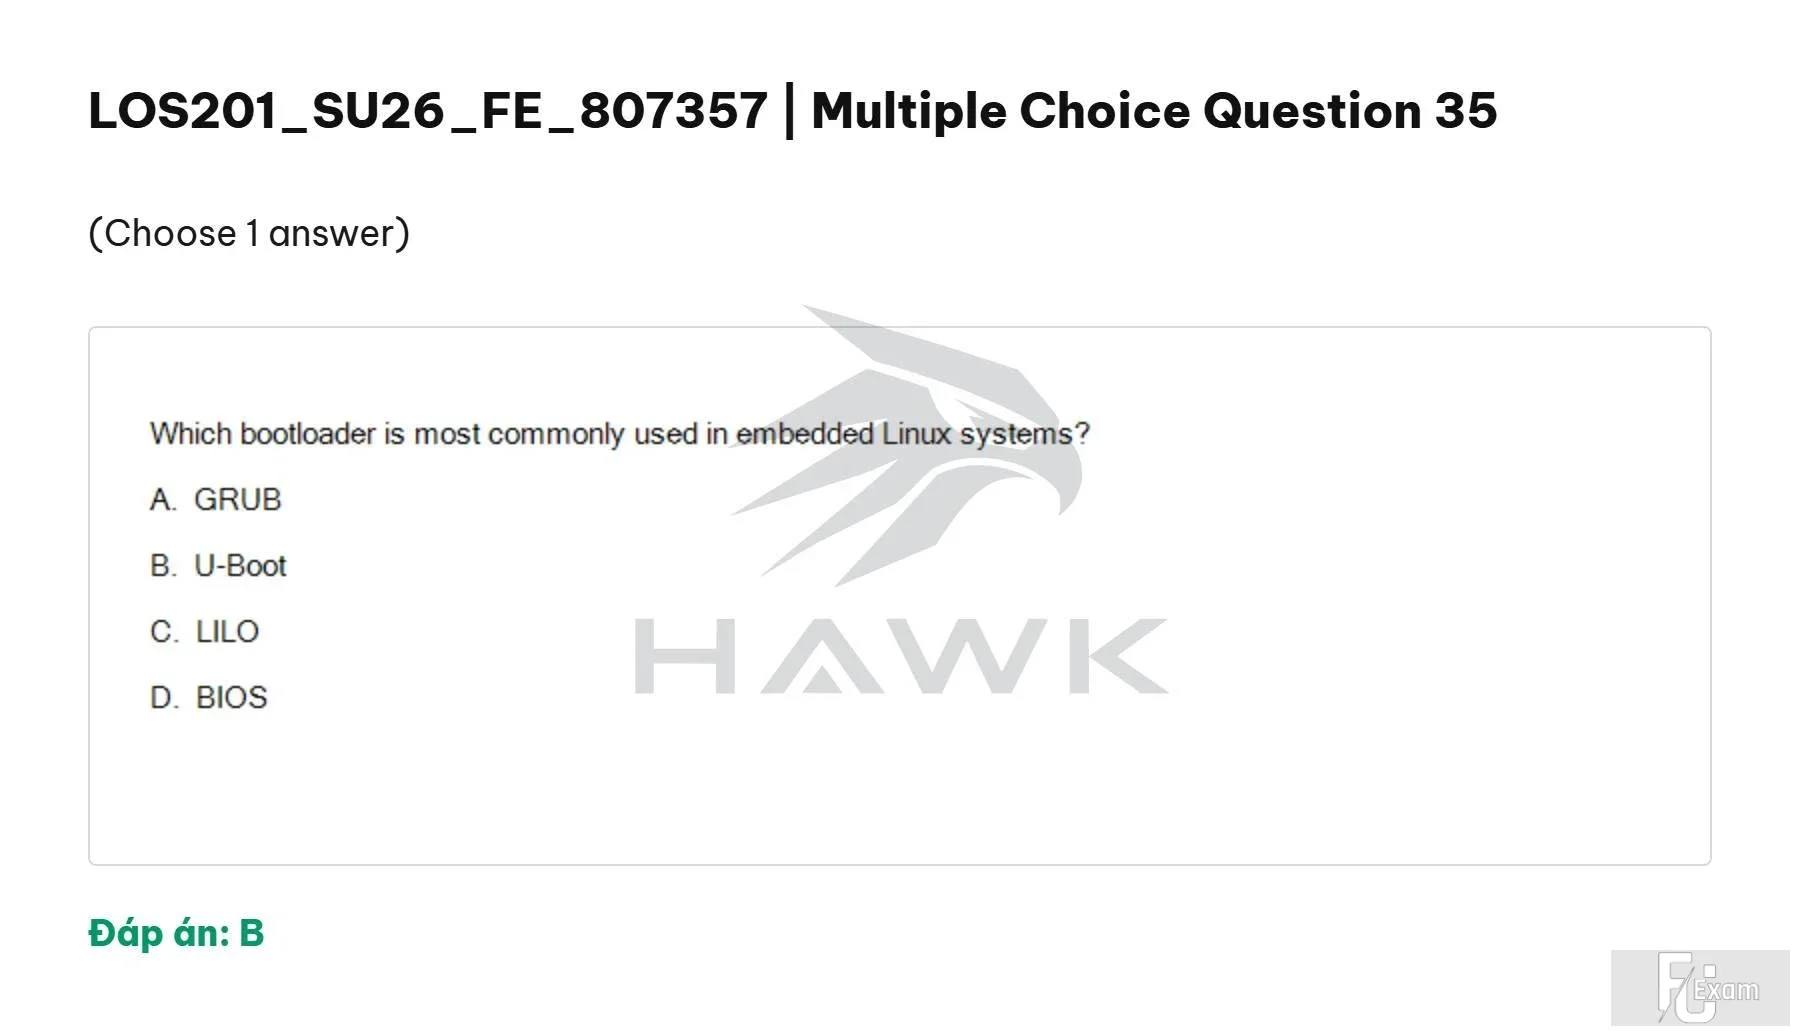 LOS201_SU26_FE_807357 | Multiple Choice Question 35
(Choose 1 answer)
Which bootloader is most commonly used in embedded Linux systems?
A. GRUB
B. U-Boot
C. LILO
D. BIOS
HAWK
Đáp án: B
FU Exam